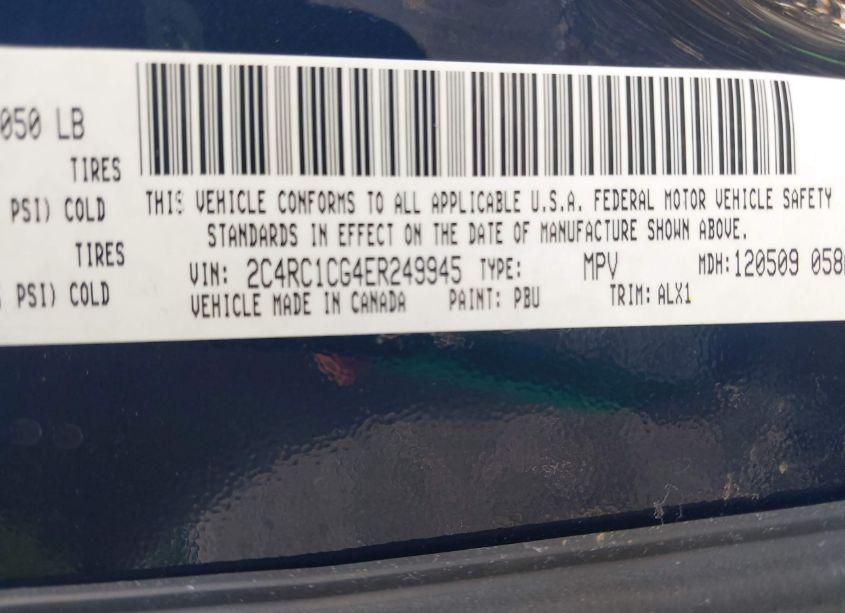 050 LB
TIRES
PSI) COLD
TIRES
PSI) COLD
THIS VEHICLE CONFORMS TO ALL APPLICABLE U.S.A. FEDERAL MOTOR VEHICLE SAFETY
STANDARDS IN EFFECT ON THE DATE OF MANUFACTURE SHOWN ABOVE.
VIN: 2C4RC1CG4ER249945 TYPE: MPV MDH:120509 058
VEHICLE MADE IN CANADA PAINT: PBU TRIM: ALX1